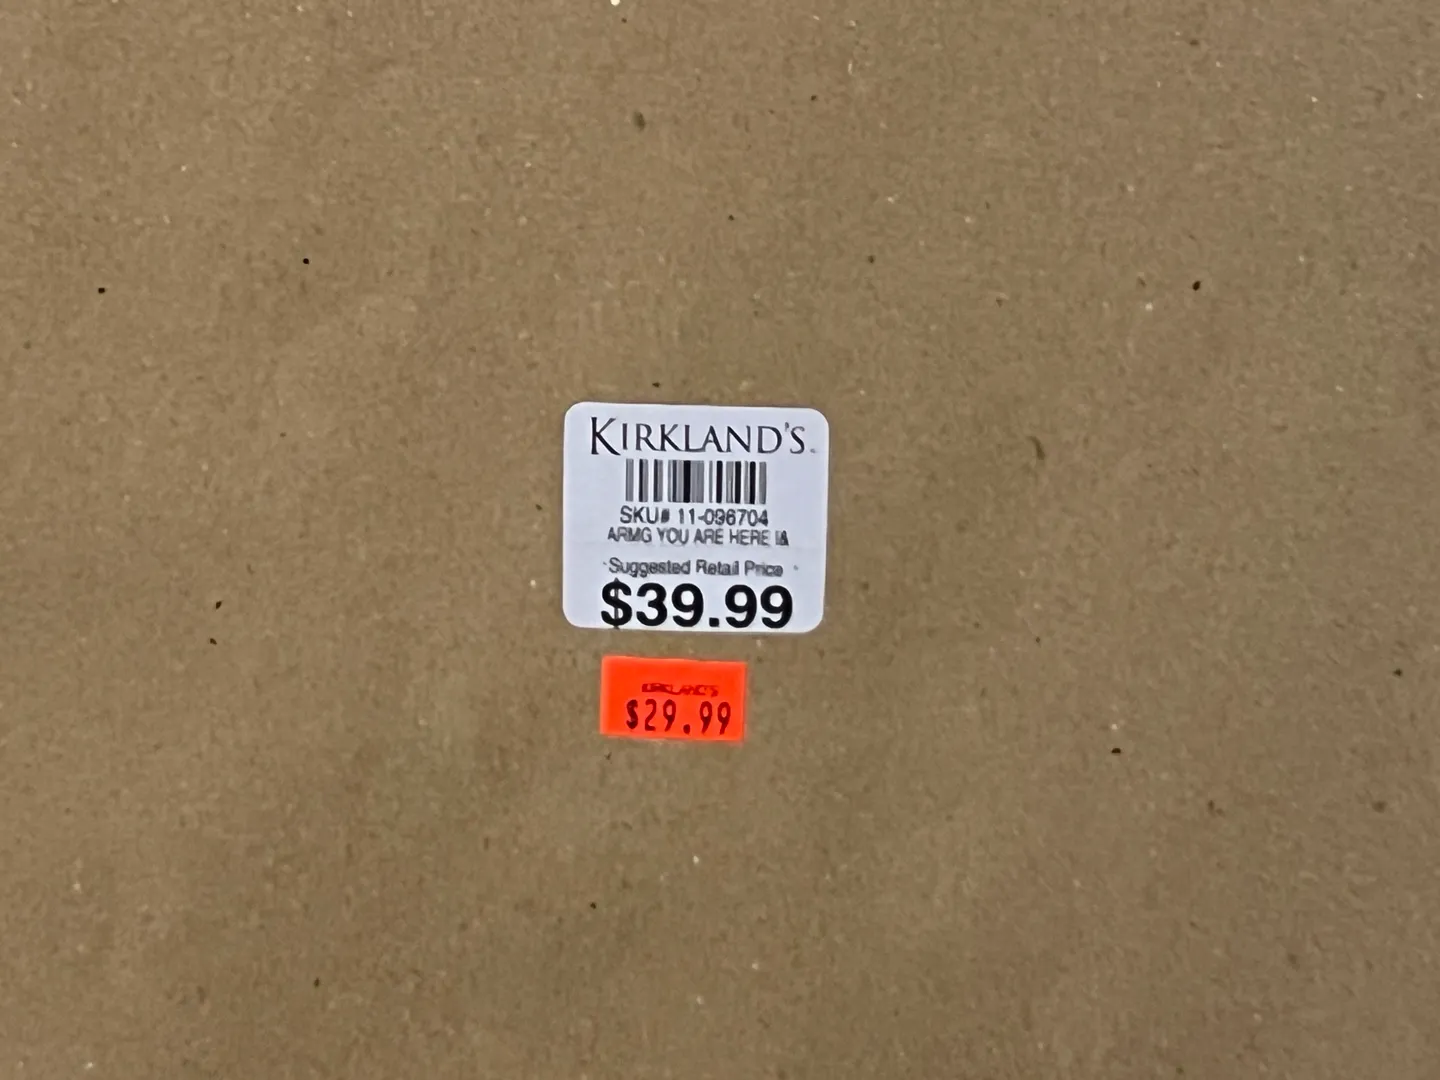 KIRKLAND'S
SKU# 11-096704
ARMG YOU ARE HERE IA
Suggested Retail Price
$39.99
KIRKLAND'S
$29.99